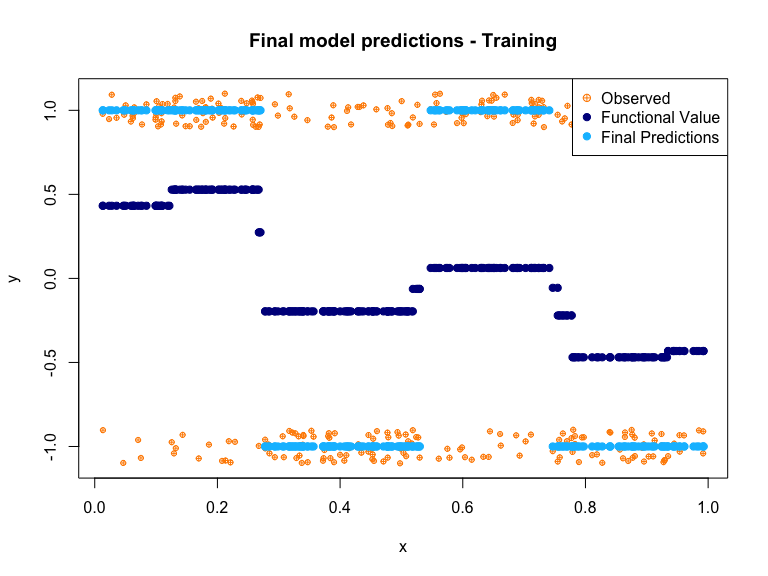 Final model predictions - Training
Observed
Functional Value
Final Predictions
1.0
0.5
0.0
-0.5
-1.0
y
0.0 0.2 0.4 0.6 0.8 1.0
x